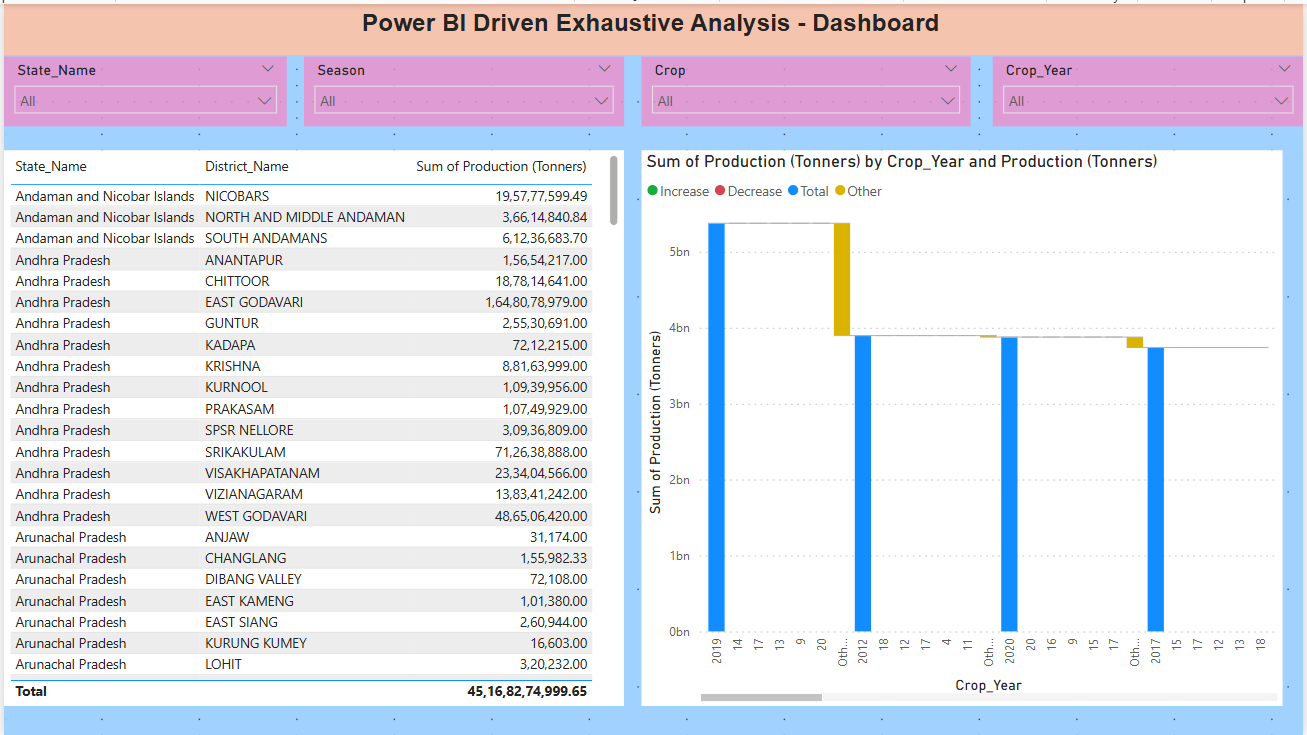 Power BI Driven Exhaustive Analysis - Dashboard
State_Name Season Crop Crop_Year
All All All All
State_Name District_Name Sum of Production (Tonners)
Andaman and Nicobar Islands NICOBARS 19,57,77,599.49
Andaman and Nicobar Islands NORTH AND MIDDLE ANDAMAN 3,66,14,840.84
Andaman and Nicobar Islands SOUTH ANDAMANS 6,12,36,683.70
Andhra Pradesh ANANTAPUR 1,56,54,217.00
Andhra Pradesh CHITTOOR 18,78,14,641.00
Andhra Pradesh EAST GODAVARI 1,64,80,78,979.00
Andhra Pradesh GUNTUR 2,55,30,691.00
Andhra Pradesh KADAPA 72,12,215.00
Andhra Pradesh KRISHNA 8,81,63,999.00
Andhra Pradesh KURNOOL 1,09,39,956.00
Andhra Pradesh PRAKASAM 1,07,49,929.00
Andhra Pradesh SPSR NELLORE 3,09,36,809.00
Andhra Pradesh SRIKAKULAM 71,26,38,888.00
Andhra Pradesh VISAKHAPATANAM 23,34,04,566.00
Andhra Pradesh VIZIANAGARAM 13,83,41,242.00
Andhra Pradesh WEST GODAVARI 48,65,06,420.00
Arunachal Pradesh ANJAW 31,174.00
Arunachal Pradesh CHANGLANG 1,55,982.33
Arunachal Pradesh DIBANG VALLEY 72,108.00
Arunachal Pradesh EAST KAMENG 1,01,380.00
Arunachal Pradesh EAST SIANG 2,60,944.00
Arunachal Pradesh KURUNG KUMEY 16,603.00
Arunachal Pradesh LOHIT 3,20,232.00
Total 45,16,82,74,999.65
Sum of Production (Tonners) by Crop_Year and Production (Tonners)
Increase Decrease Total Other
Sum of Production (Tonners)
5bn
4bn
3bn
2bn
1bn
0bn
2019 14 17 13 9 20 Oth... 2012 18 12 17 4 11 Oth... 2020 20 16 9 15 17 Oth... 2017 15 17 12 13 18
Crop_Year